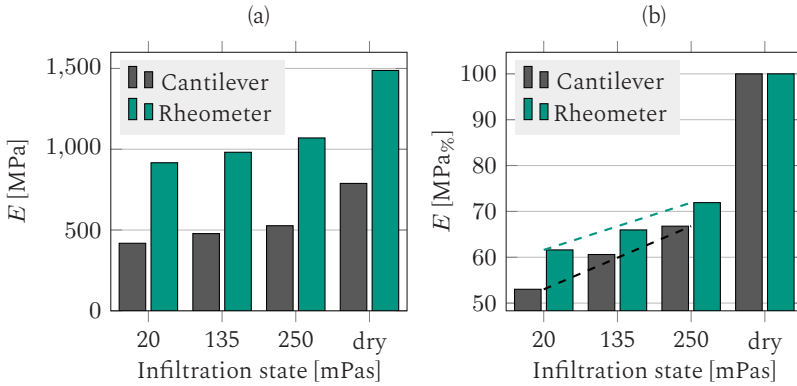 (a)
1,500
1,000
500
0
E [MPa]
Cantilever
Rheometer
20 135 250 dry
Infiltration state [mPas]
(b)
100
90
80
70
60
50
E [MPa%]
Cantilever
Rheometer
20 135 250 dry
Infiltration state [mPas]